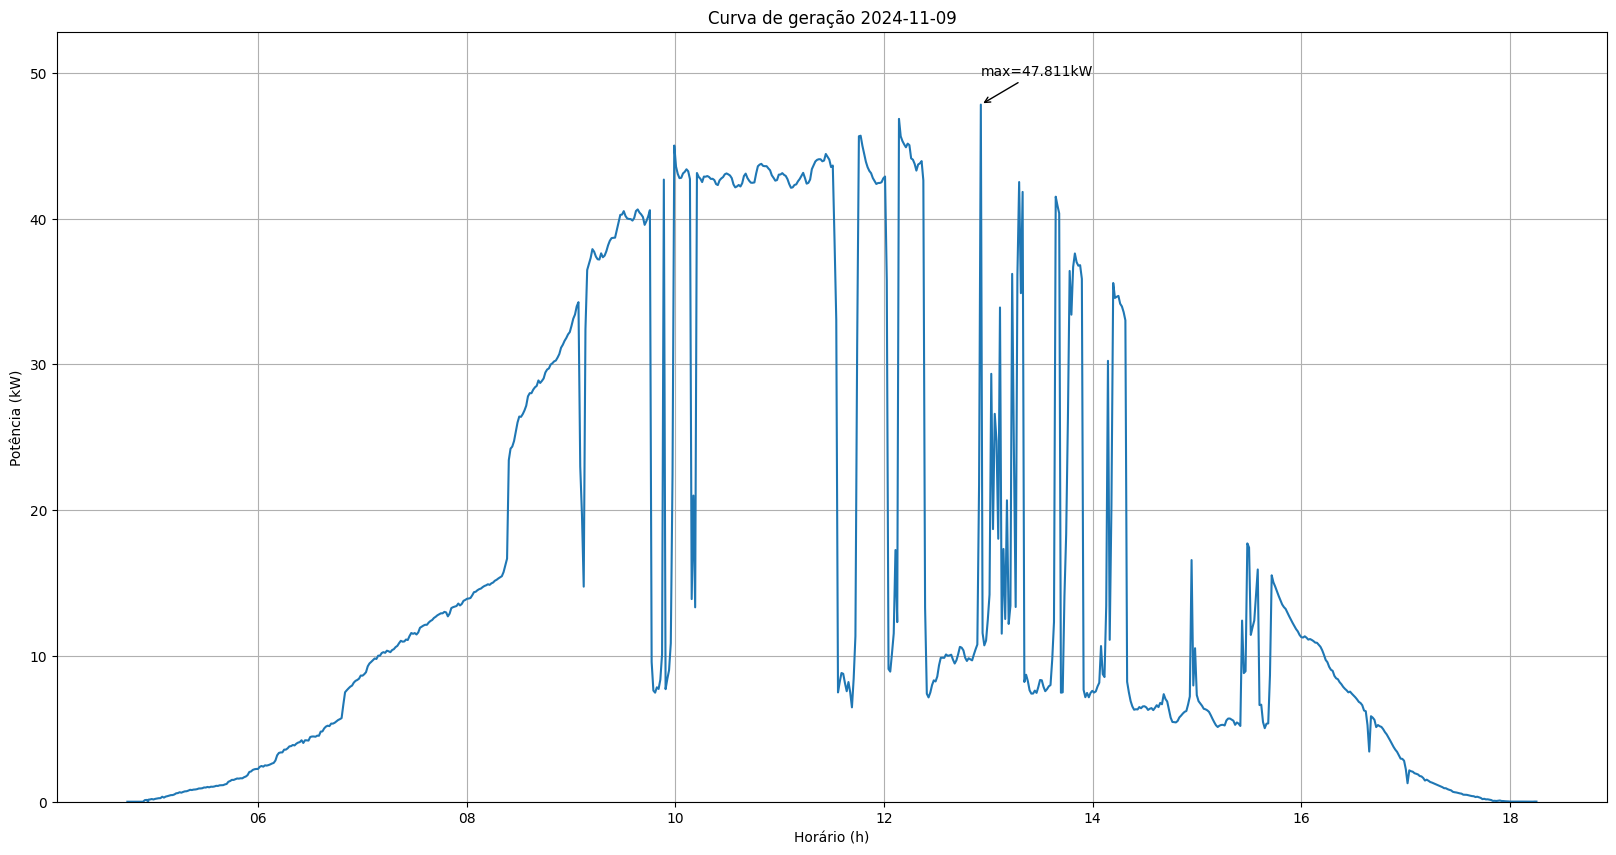 Curva de geração 2024-11-09
max=47.811kW
50
40
30
20
10
0
Potência (kW)
06 08 10 12 14 16 18
Horário (h)